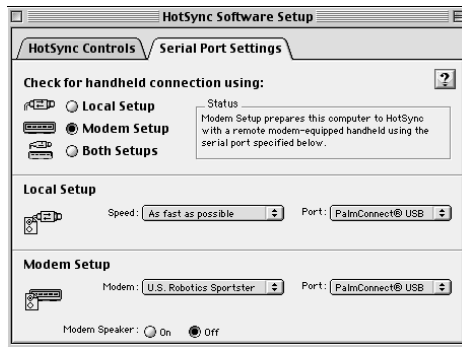 HotSync Software Setup
HotSync Controls Serial Port Settings
Check for handheld connection using:
?
Local Setup
Modem Setup
Both Setups
Status
Modem Setup prepares this computer to HotSync
with a remote modem-equipped handheld using the
serial port specified below.
Local Setup
Speed: As fast as possible Port: PalmConnect® USB
Modem Setup
Modem: U.S. Robotics Sportster Port: PalmConnect® USB
Modem Speaker: On Off